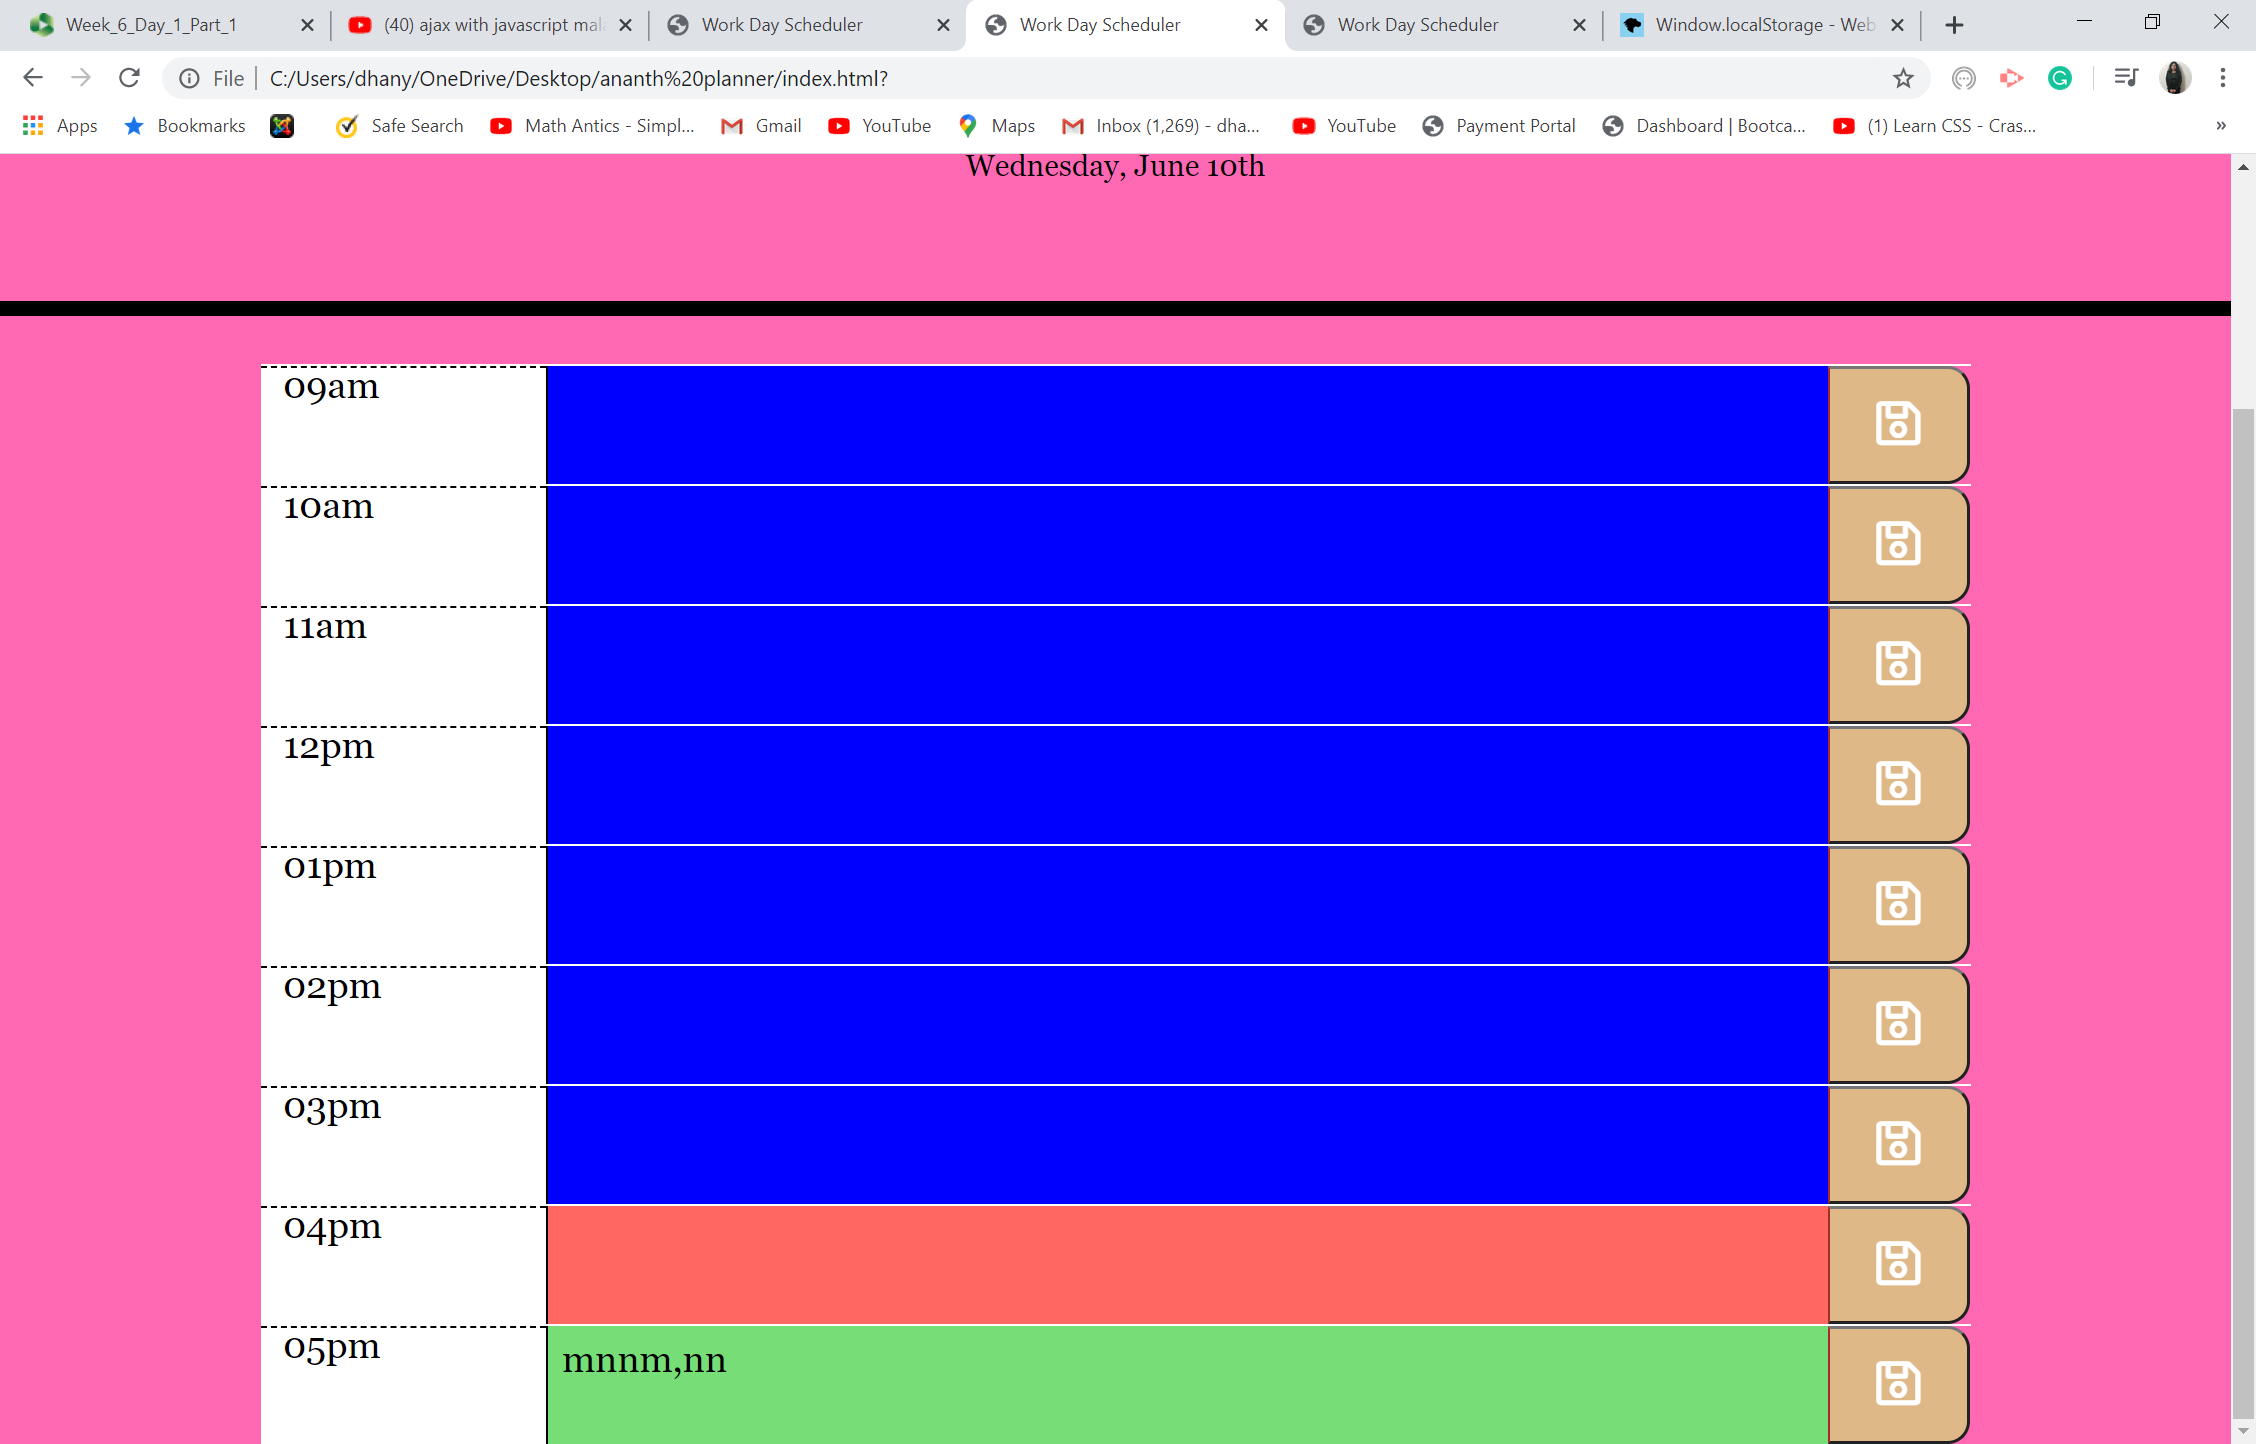 Week_6_Day_1_Part_1
(40) ajax with javascript mal
Work Day Scheduler
Work Day Scheduler
Work Day Scheduler
Window.localStorage - Web
File
C:/Users/dhany/OneDrive/Desktop/ananth%20planner/index.html?
Apps
Bookmarks
Safe Search
Math Antics - Simpl...
Gmail
YouTube
Maps
Inbox (1,269) - dha...
YouTube
Payment Portal
Dashboard | Bootca...
(1) Learn CSS - Cras...
»
Wednesday, June 10th
09am
10am
11am
12pm
01pm
02pm
03pm
04pm
05pm
mnnm,nn